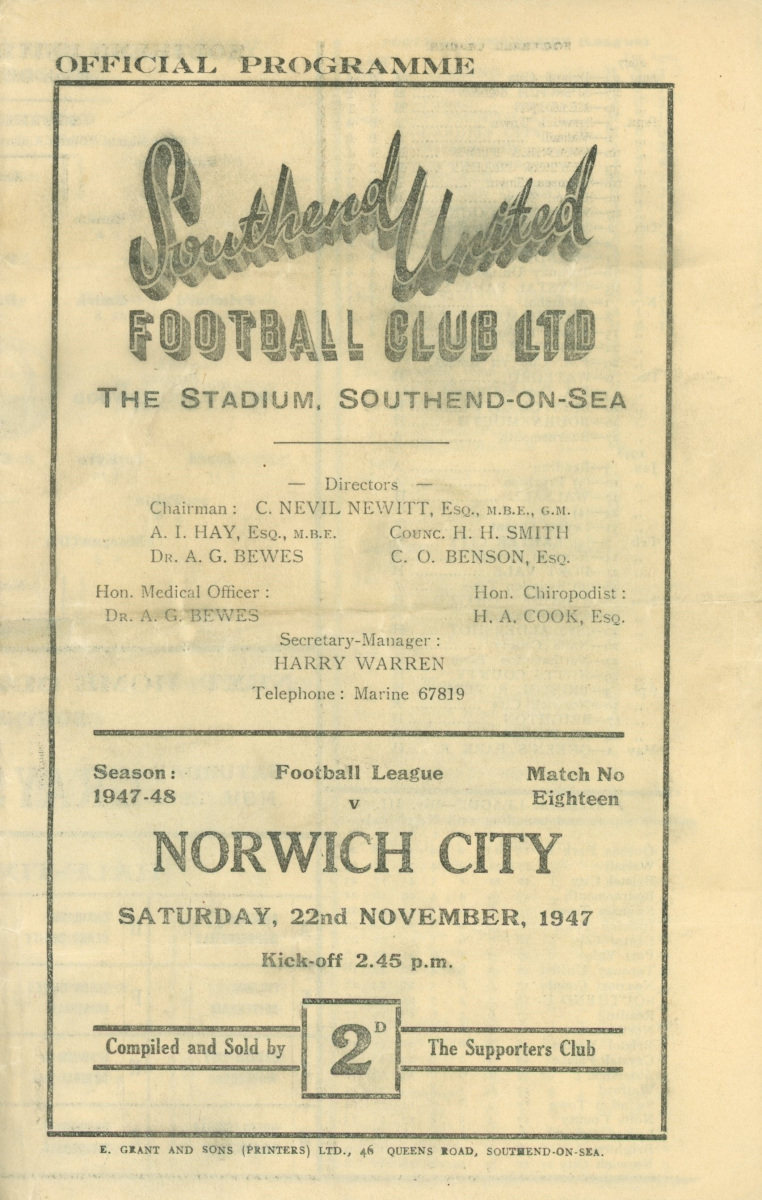 OFFICIAL PROGRAMME
Southend United
FOOTBALL CLUB LTD
THE STADIUM, SOUTHEND-ON-SEA
— Directors —
Chairman : C. NEVIL NEWITT, ESQ., M.B.E., G.M.
A. I. HAY, ESQ., M.B.E. COUNC. H. H. SMITH
DR. A. G. BEWES C. O. BENSON, ESQ.
Hon. Medical Officer : Hon. Chiropodist :
DR. A. G. BEWES H. A. COOK, ESQ.
Secretary-Manager :
HARRY WARREN
Telephone : Marine 67819
Season : Football League Match No
1947-48 v Eighteen
NORWICH CITY
SATURDAY, 22nd NOVEMBER, 1947
Kick-off 2.45 p.m.
Compiled and Sold by 2D The Supporters Club
E. GRANT AND SONS (PRINTERS) LTD., 46 QUEENS ROAD, SOUTHEND-ON-SEA.